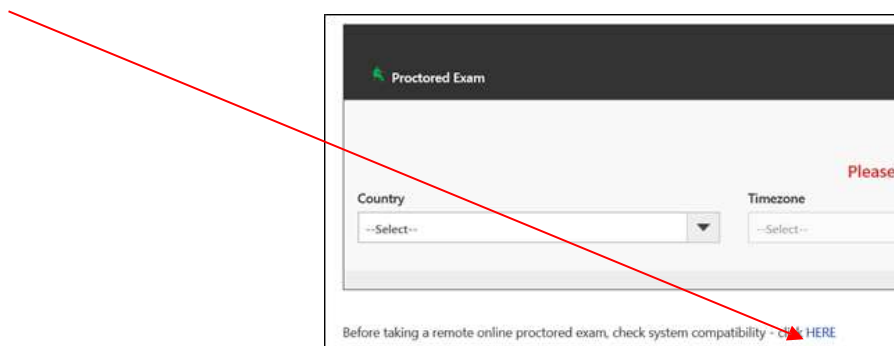 Proctored Exam
Please
Country
Timezone
--Select--
--Select--
Before taking a remote online proctored exam, check system compatibility - click HERE